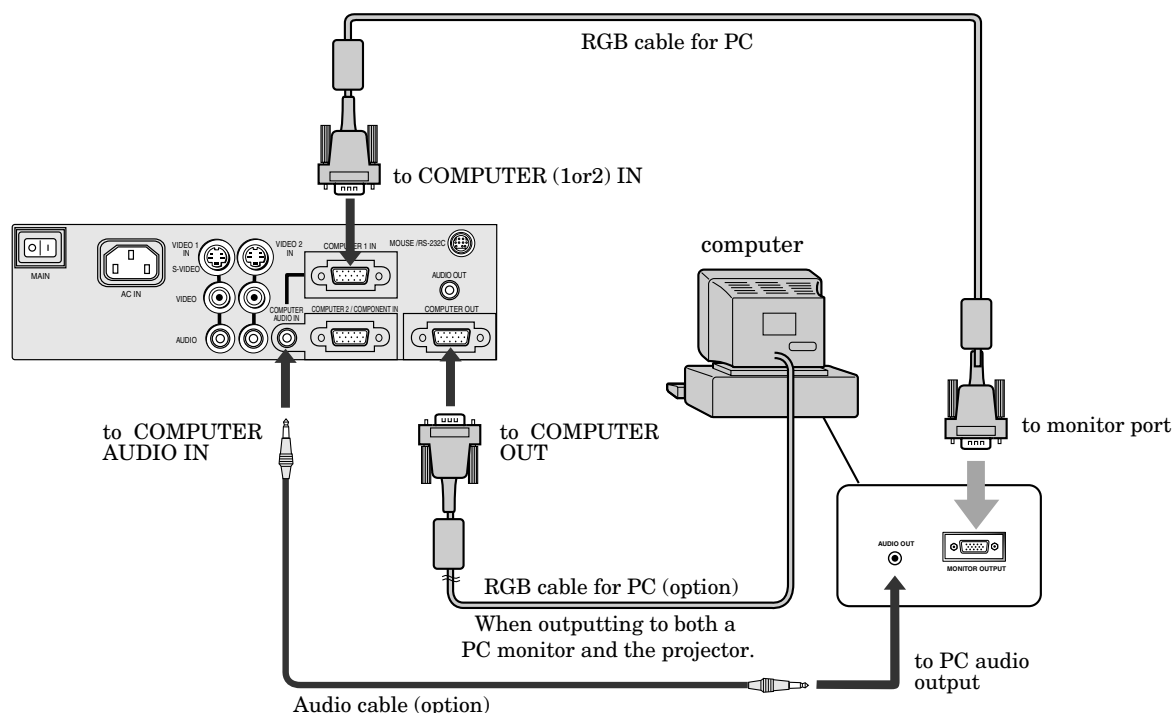 RGB cable for PC
to COMPUTER (1or2) IN
MAIN
AC IN
VIDEO 1
IN
S-VIDEO
VIDEO
AUDIO
VIDEO 2
IN
COMPUTER 1 IN
MOUSE /RS-232C
AUDIO OUT
COMPUTER
AUDIO IN
COMPUTER 2 / COMPONENT IN
COMPUTER OUT
computer
to COMPUTER
AUDIO IN
to COMPUTER
OUT
to monitor port
AUDIO OUT
MONITOR OUTPUT
RGB cable for PC (option)
When outputting to both a
PC monitor and the projector.
to PC audio
output
Audio cable (option)